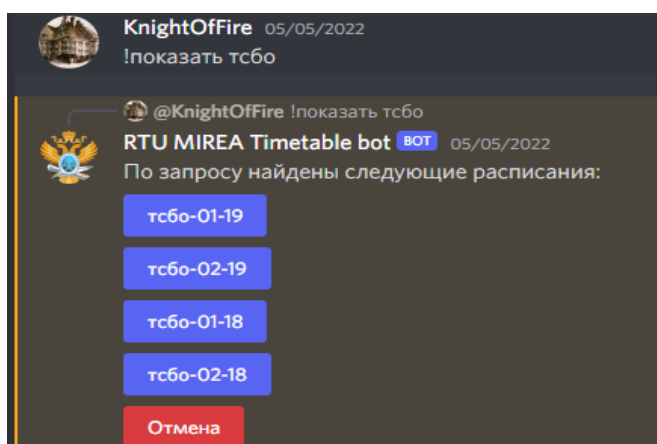 KnightOfFire 05/05/2022
!показать тсбо
@KnightOfFire !показать тсбо
RTU MIREA Timetable bot БОТ 05/05/2022
По запросу найдены следующие расписания:
тсбо-01-19
тсбо-02-19
тсбо-01-18
тсбо-02-18
Отмена